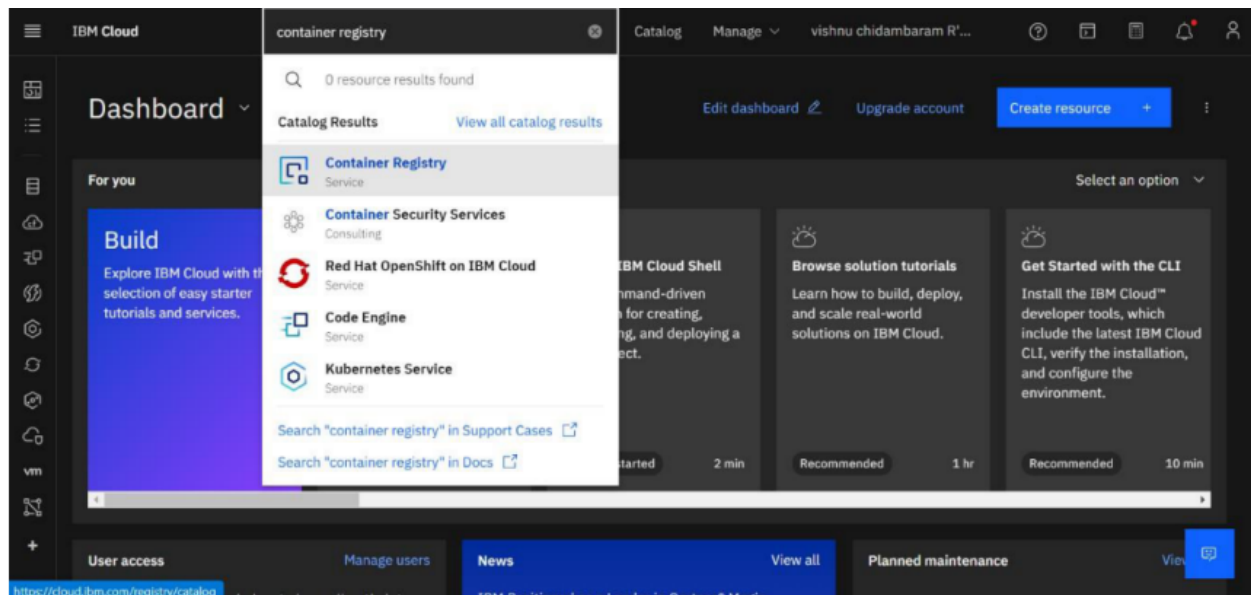 IBM Cloud
container registry
Catalog
Manage
vishnu chidambaram R'...
0 resource results found
Catalog Results
View all catalog results
Container Registry
Service
Container Security Services
Consulting
Red Hat OpenShift on IBM Cloud
Service
Code Engine
Service
Kubernetes Service
Service
Search "container registry" in Support Cases
Search "container registry" in Docs
Dashboard
Edit dashboard
Upgrade account
Create resource +
For you
Select an option
Build
Explore IBM Cloud with
selection of easy starter
tutorials and services.
IBM Cloud Shell
for creating,
and deploying a
Browse solution tutorials
Learn how to build, deploy,
and scale real-world
solutions on IBM Cloud.
Get Started with the CLI
Install the IBM Cloud™
developer tools, which
include the latest IBM Cloud
CLI, verify the installation,
and configure the
environment.
2 min
Recommended
1 hr
Recommended
10 min
vm
User access
Manage users
News
View all
Planned maintenance
https://cloud.ibm.com/registry/catalog